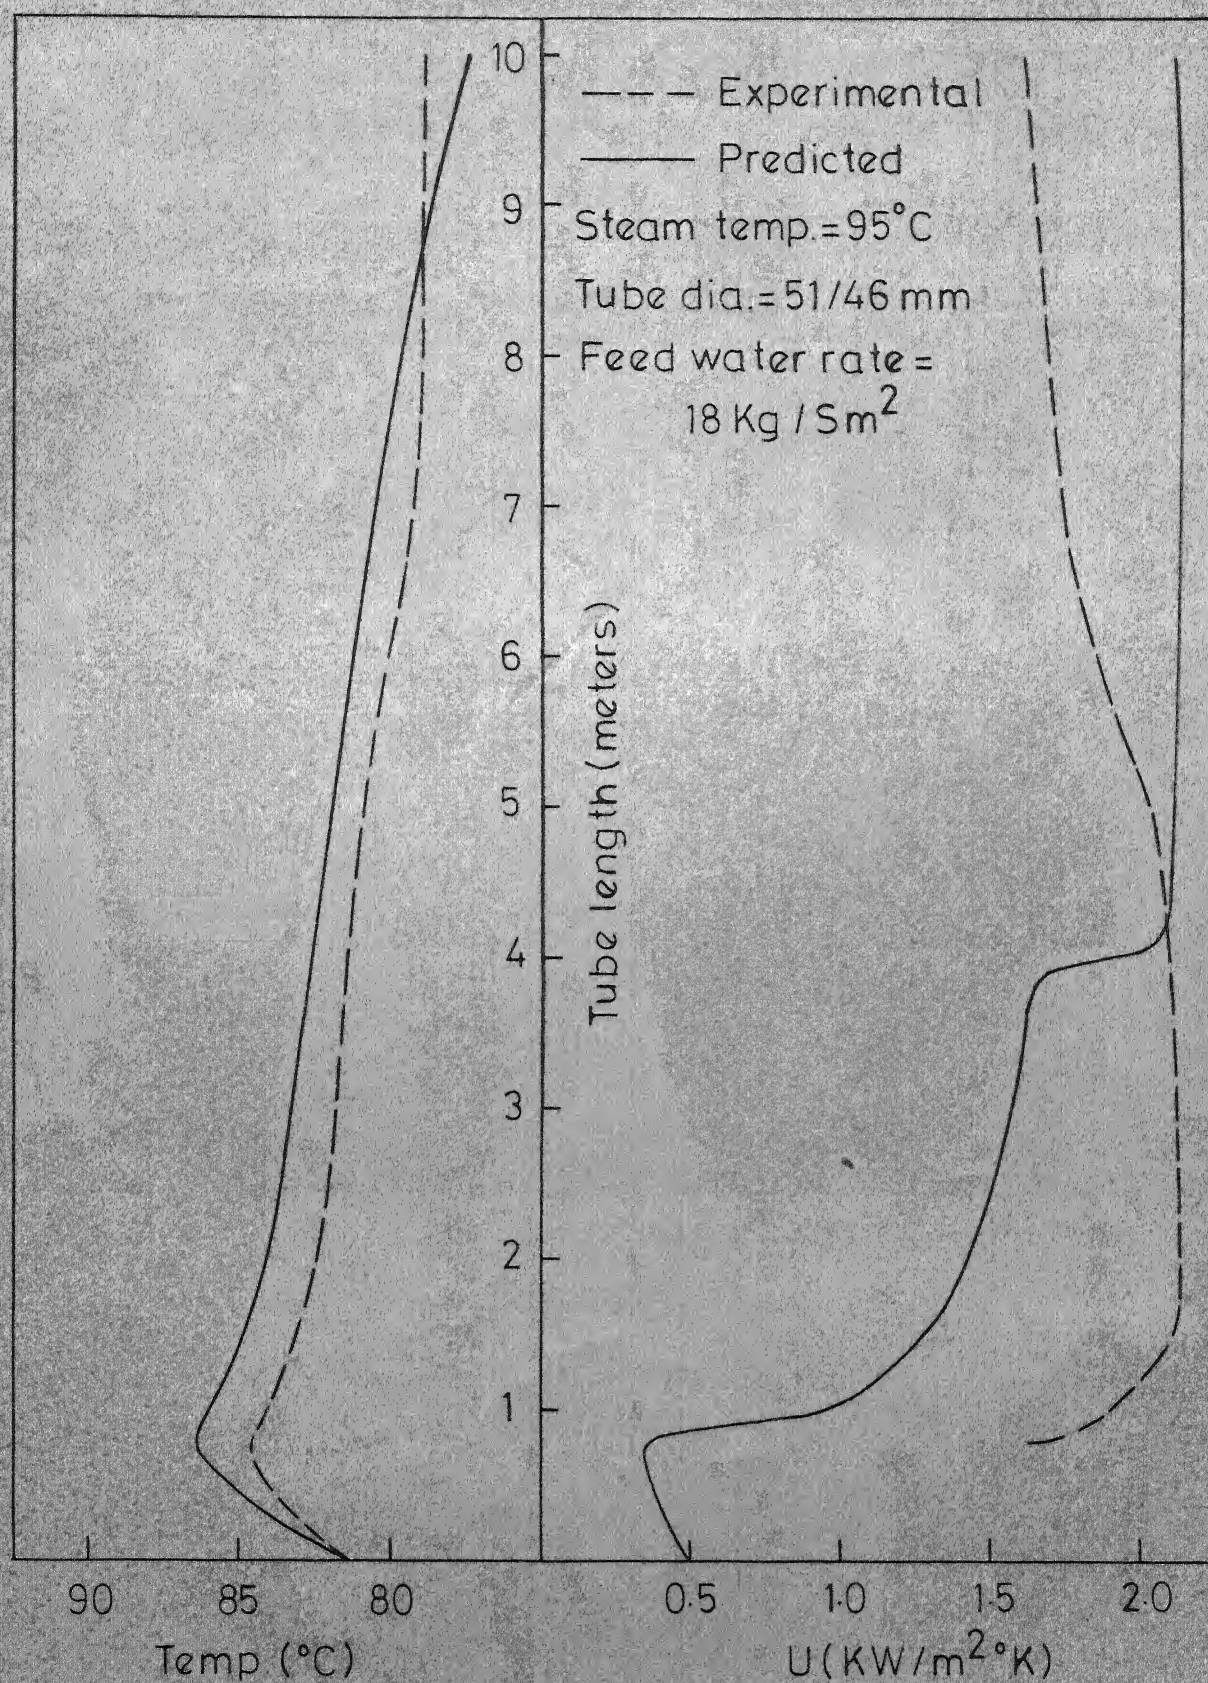 10
9
8
7
6
5
4
3
2
1
Experimental
Predicted
Steam temp.=95°C
Tube dia.=51/46 mm
Feed water rate=
18 Kg/Sm²
Tube length (meters)
90 85 80
0.5 1.0 1.5 2.0
Temp (°C)
U(KW/m²°K)